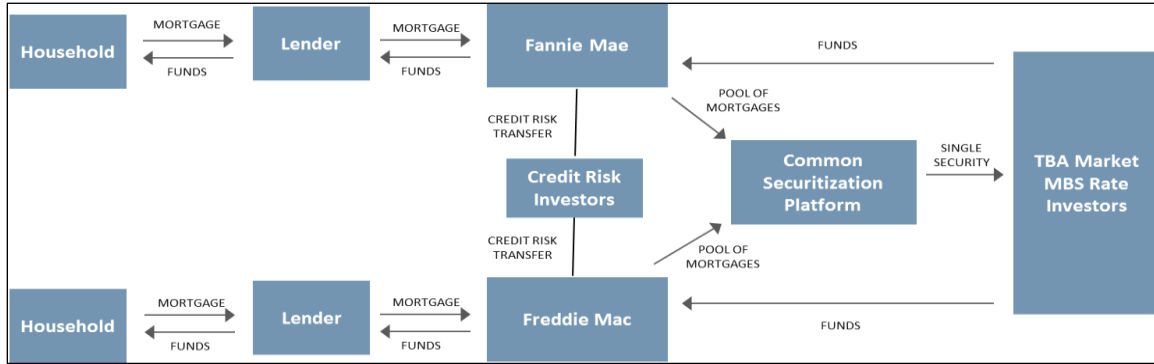 MORTGAGE
MORTGAGE
Household
Lender
Fannie Mae
FUNDS
FUNDS
FUNDS
POOL OF
MORTGAGES
CREDIT RISK
TRANSFER
Credit Risk
Investors
Common
Securitization
Platform
SINGLE
SECURITY
TBA Market
MBS Rate
Investors
CREDIT RISK
TRANSFER
POOL OF
MORTGAGES
MORTGAGE
MORTGAGE
Household
Lender
Freddie Mac
FUNDS
FUNDS
FUNDS